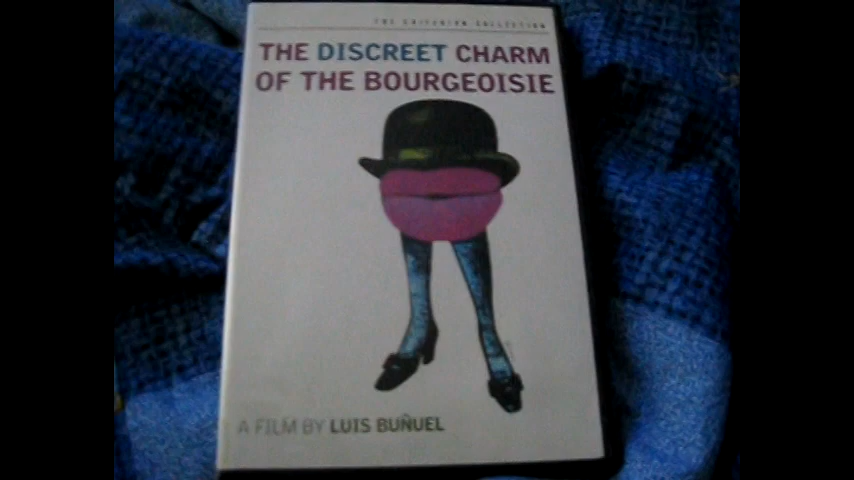 THE CRITERION COLLECTION
THE DISCREET CHARM
OF THE BOURGEOISIE
A FILM BY LUIS BUÑUEL